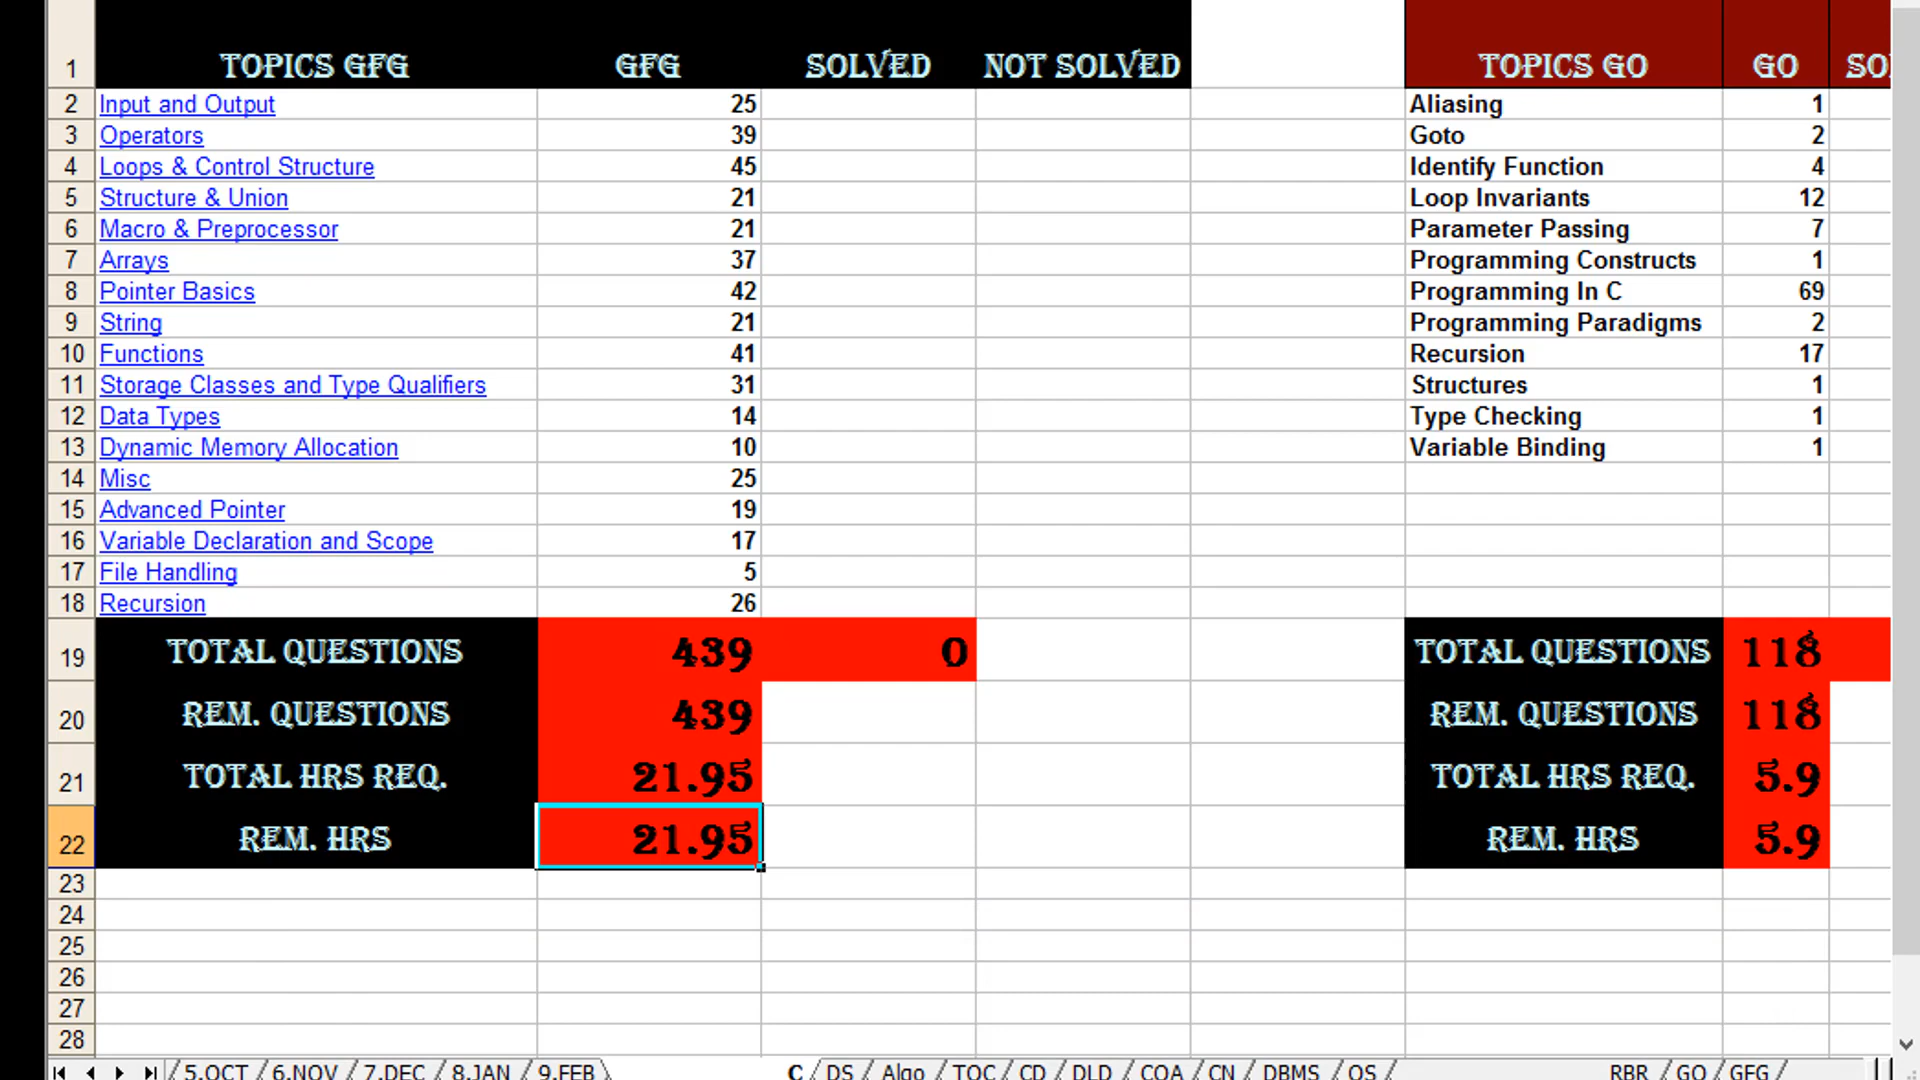 TOPICS GFG GFG SOLVED NOT SOLVED TOPICS GO GO
1
2 Input and Output 25 Aliasing 1
3 Operators 39 Goto 2
4 Loops & Control Structure 45 Identify Function 4
5 Structure & Union 21 Loop Invariants 12
6 Macro & Preprocessor 21 Parameter Passing 7
7 Arrays 37 Programming Constructs 1
8 Pointer Basics 42 Programming In C 69
9 String 21 Programming Paradigms 2
10 Functions 41 Recursion 17
11 Storage Classes and Type Qualifiers 31 Structures 1
12 Data Types 14 Type Checking 1
13 Dynamic Memory Allocation 10 Variable Binding 1
14 Misc 25
15 Advanced Pointer 19
16 Variable Declaration and Scope 17
17 File Handling 5
18 Recursion 26
19 TOTAL QUESTIONS 439 0 TOTAL QUESTIONS 118
20 REM. QUESTIONS 439 REM. QUESTIONS 118
21 TOTAL HRS REQ. 21.95 TOTAL HRS REQ. 5.9
22 REM. HRS 21.95 REM. HRS 5.9
23
24
25
26
27
28
5.OCT 6.NOV 7.DEC 8.JAN 9.FEB C DS Algo TOC CD DLD COA CN DBMS OS RBR GO GFG